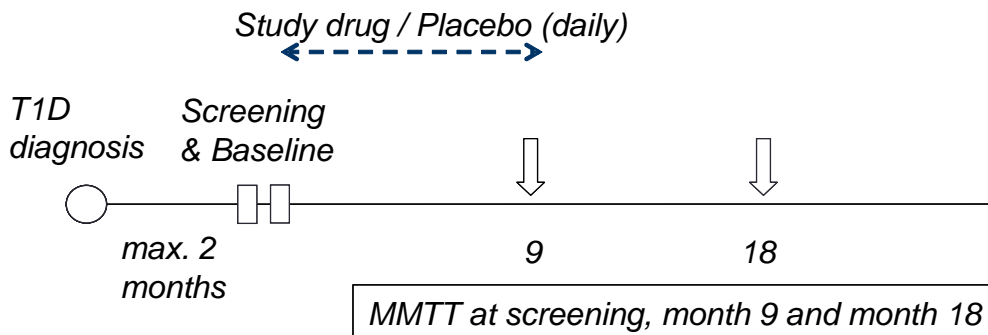 Study drug / Placebo (daily)
T1D
diagnosis
Screening
& Baseline
max. 2
months
9
18
MMTT at screening, month 9 and month 18